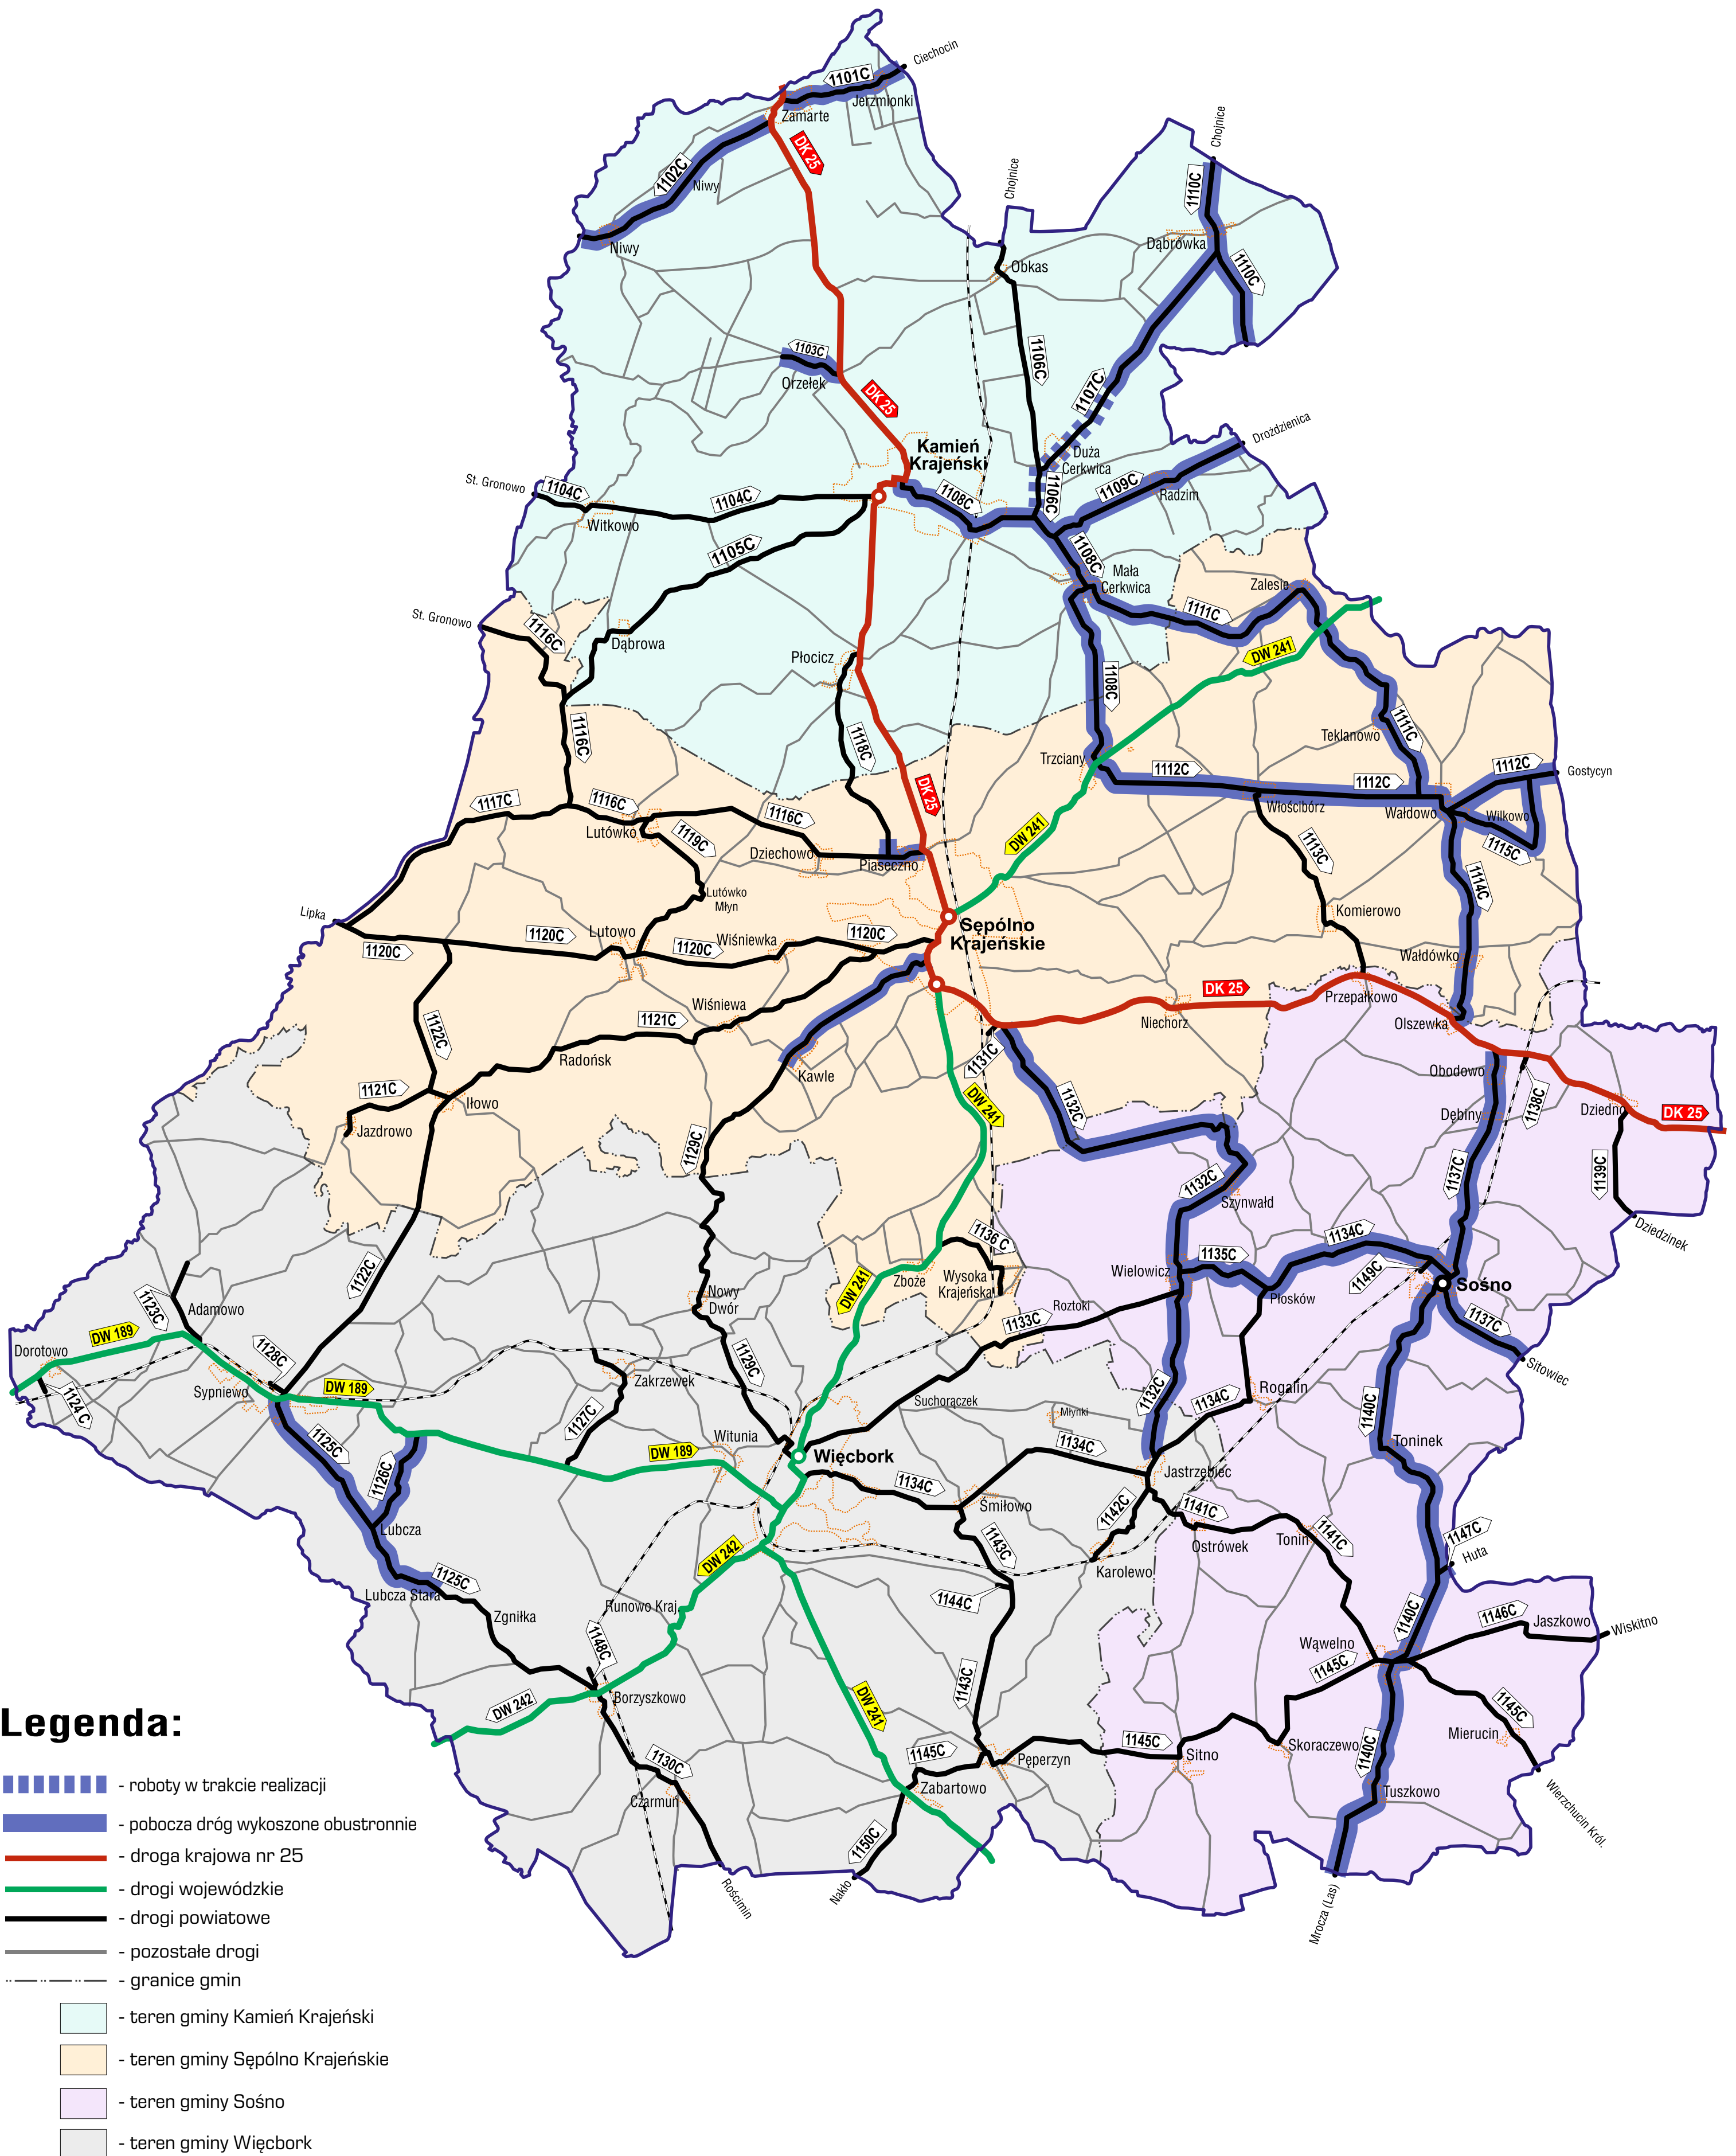 Ciechocin
1101C
Jerzmionki
Zamarte
DK 25
Chojnice
1102C
Niwy
Chojnice
1110C
Niwy
Dąbrówka
Obkas
1110C
1103C
Orzełek
1106C
DK 25
1107C
Kamień
Krajeński
Duża
Cerkwica
Drożdzienica
St. Gronowo
1104C
1104C
1108C
1106C
1109C
Radzim
Witkowo
1105C
1108C
Mała
Cerkwica
Zalesie
St. Gronowo
1116C
1111C
Dąbrowa
Płocicz
DW 241
1108C
1116C
1118C
Teklanowo
1111C
Trzciany
1112C
1112C
1112C
Gostycyn
DK 25
1117C
1116C
1116C
Włościbórz
Wałdowo
Wilkowo
Lutówko
1119C
DW 241
Dziechowo
Piaseczno
1113C
1115C
1114C
Lutówko
Młyn
Lipka
Komierowo
Sępólno
Krajeńskie
1120C
1120C
Lutowo
1120C
Wiśniewka
1120C
Wałdówko
DK 25
Przepałkowo
Wiśniewa
1121C
Niechorz
Olszewka
1122C
Radońsk
1131C
Kawle
Obodowo
1121C
Iłowo
DW 241
1132C
Dębiny
1138C
Dziedno
DK 25
Jazdrowo
1129C
1132C
Szynwałd
1137C
1139C
Dziedzinek
1136 C
1134C
1122C
1135C
Wielowicz
1149C
Zboże
Wysoka
Krajeńska
Sośno
DW 241
1123C
Adamowo
Nowy
Dwór
Roztoki
Płosków
1133C
1137C
DW 189
Dorotowo
1128C
1129C
Sitowiec
Sypniewo
DW 189
Zakrzewek
1124 C
1127C
Suchorączek
1132C
1134C
Rogalin
Młynki
1140C
1125C
DW 189
Witunia
Więcbork
1134C
Toninek
1126C
1134C
Jastrzębiec
Śmiłowo
1142C
1141C
Lubcza
Ostrówek
Tonin
1141C
1147C
Huta
DW 242
1143C
Karolewo
1125C
Lubcza Stara
1144C
Runowo Kraj.
Zgniłka
1140C
1146C
Jaszkowo
Wiskitno
1148C
Wąwelno
1145C
1143C
Borzyszkowo
DW 242
DW 241
1145C
Mierucin
1145C
1145C
Skoraczewo
Pęperzyn
Sitno
1140C
1130C
Zabartowo
Tuszkowo
Czarmuń
Wierzchucin Król.
1150C
Nakło
Rościmin
Mrocza (Las)
Legenda:
- roboty w trakcie realizacji
- pobocza dróg wykoszone obustronnie
- droga krajowa nr 25
- drogi wojewódzkie
- drogi powiatowe
- pozostałe drogi
- granice gmin
- teren gminy Kamień Krajeński
- teren gminy Sępólno Krajeńskie
- teren gminy Sośno
- teren gminy Więcbork